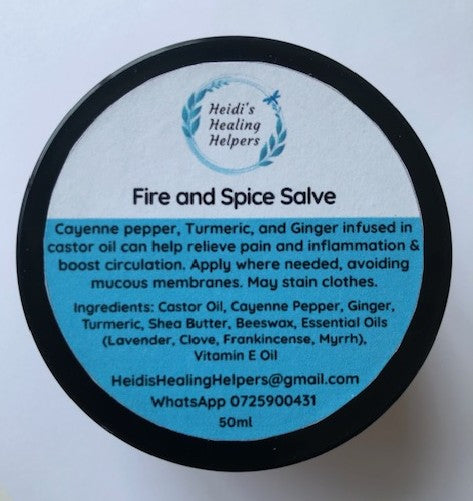 Heidi's
Healing
Helpers
Fire and Spice Salve
Cayenne pepper, Turmeric, and Ginger infused in
castor oil can help relieve pain and inflammation &
boost circulation. Apply where needed, avoiding
mucous membranes. May stain clothes.
Ingredients: Castor Oil, Cayenne Pepper, Ginger,
Turmeric, Shea Butter, Beeswax, Essential Oils
(Lavender, Clove, Frankincense, Myrrh),
Vitamin E Oil
HeidisHealingHelpers@gmail.com
WhatsApp 0725900431
50ml